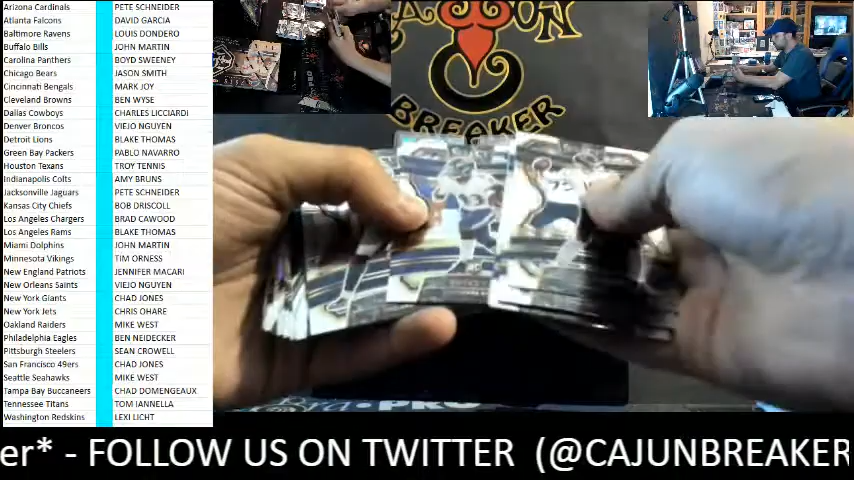 Arizona Cardinals PETE SCHNEIDER
Atlanta Falcons DAVID GARCIA
Baltimore Ravens LOUIS DONDERO
Buffalo Bills JOHN MARTIN
Carolina Panthers BOYD SWEENEY
Chicago Bears JASON SMITH
Cincinnati Bengals MARK JOY
Cleveland Browns BEN WYSE
Dallas Cowboys CHARLES LICCIARDI
Denver Broncos VIEJO NGUYEN
Detroit Lions BLAKE THOMAS
Green Bay Packers PABLO NAVARRO
Houston Texans TROY TENNIS
Indianapolis Colts AMY BRUNS
Jacksonville Jaguars PETE SCHNEIDER
Kansas City Chiefs BOB DRISCOLL
Los Angeles Chargers BRAD CAWOOD
Los Angeles Rams BLAKE THOMAS
Miami Dolphins JOHN MARTIN
Minnesota Vikings TIM ORNESS
New England Patriots JENNIFER MACARI
New Orleans Saints VIEJO NGUYEN
New York Giants CHAD JONES
New York Jets CHRIS OHARE
Oakland Raiders MIKE WEST
Philadelphia Eagles BEN NEIDECKER
Pittsburgh Steelers SEAN CROWELL
San Francisco 49ers CHAD JONES
Seattle Seahawks MIKE WEST
Tampa Bay Buccaneers CHAD DOMENGEAUX
Tennessee Titans TOM IANNELLA
Washington Redskins LEXI LICHT
BREAKER
PRO
er* - FOLLOW US ON TWITTER (@CAJUNBREAKER